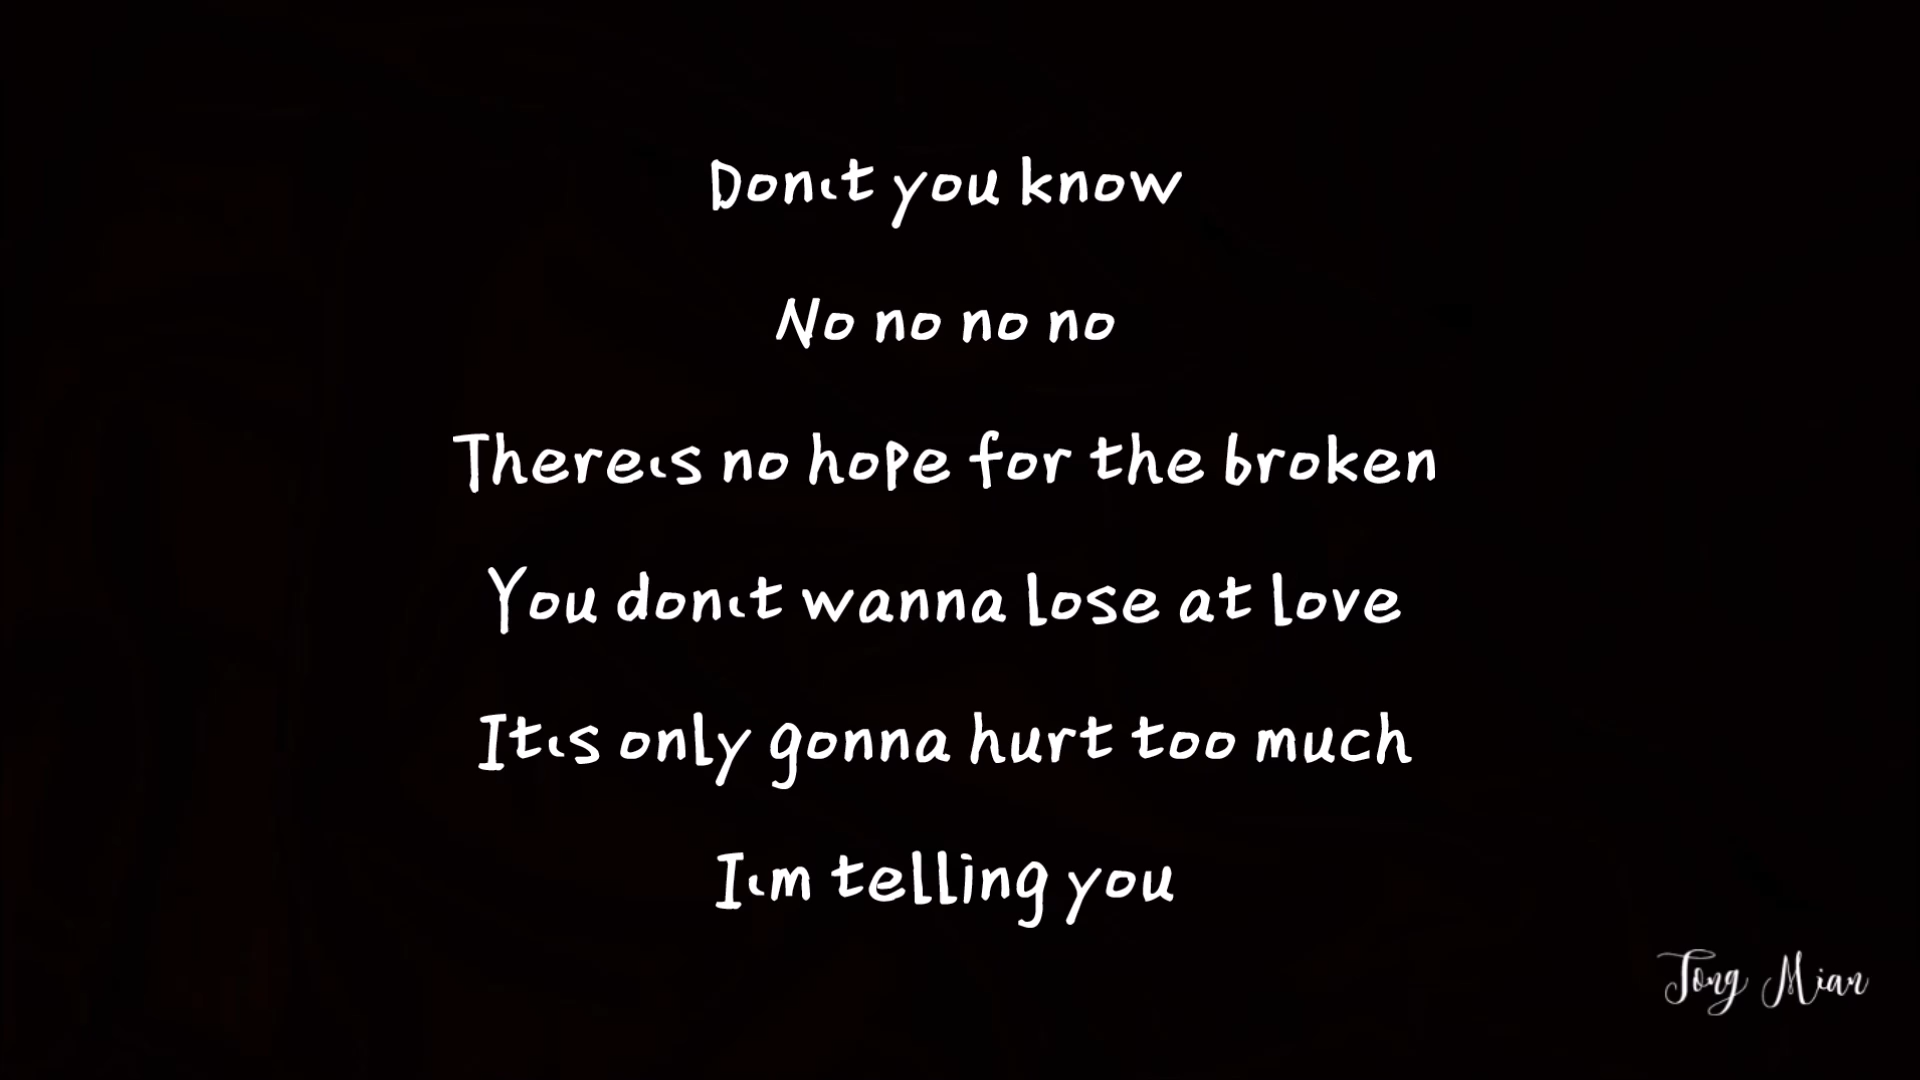 Don't you know
No no no no
There's no hope for the broken
You don't wanna lose at love
It's only gonna hurt too much
I'm telling you
Tong Mian